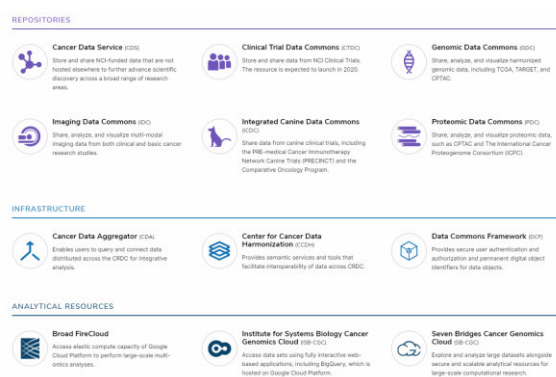 REPOSITORIES
Cancer Data Service (CDS)
Store and share NCI-funded data that are not
hosted elsewhere to further advance scientific
discovery across a broad range of research
areas.
Clinical Trial Data Commons (CTDC)
Store and share data from NCI Clinical Trials.
The resource is expected to launch in 2020.
Genomic Data Commons (GDC)
Share, analyze, and visualize harmonized
genomic data, including TCGA, TARGET, and
CPTAC.
Imaging Data Commons (IDC)
Share, analyze, and visualize multi-modal
imaging data from both clinical and basic cancer
research studies.
Integrated Canine Data Commons
(ICDC)
Share data from canine clinical trials, including
the PRE-medical Cancer Immunotherapy
Network Canine Trials (PRECINCT) and the
Comparative Oncology Program.
Proteomic Data Commons (PDC)
Share, analyze, and visualize proteomic data,
such as CPTAC and The International Cancer
Proteogenome Consortium (ICPC).
INFRASTRUCTURE
Cancer Data Aggregator (CDA)
Enables users to query and connect data
distributed across the CRDC for integrative
analysis.
Center for Cancer Data
Harmonization (CCDH)
Provides semantic services and tools that
facilitate interoperability of data across CRDC.
Data Commons Framework (DCF)
Provides secure user authentication and
authorization and permanent digital object
identifiers for data objects.
ANALYTICAL RESOURCES
Broad FireCloud
Access elastic compute capacity of Google
Cloud Platform to perform large-scale multi-
omics analyses.
Institute for Systems Biology Cancer
Genomics Cloud (ISB-CGC)
Access data sets using fully interactive web-
based applications, including BigQuery, which is
hosted on Google Cloud Platform.
Seven Bridges Cancer Genomics
Cloud (SB-CGC)
Explore and analyze large datasets alongside
secure and scalable analytical resources for
large-scale computational research.